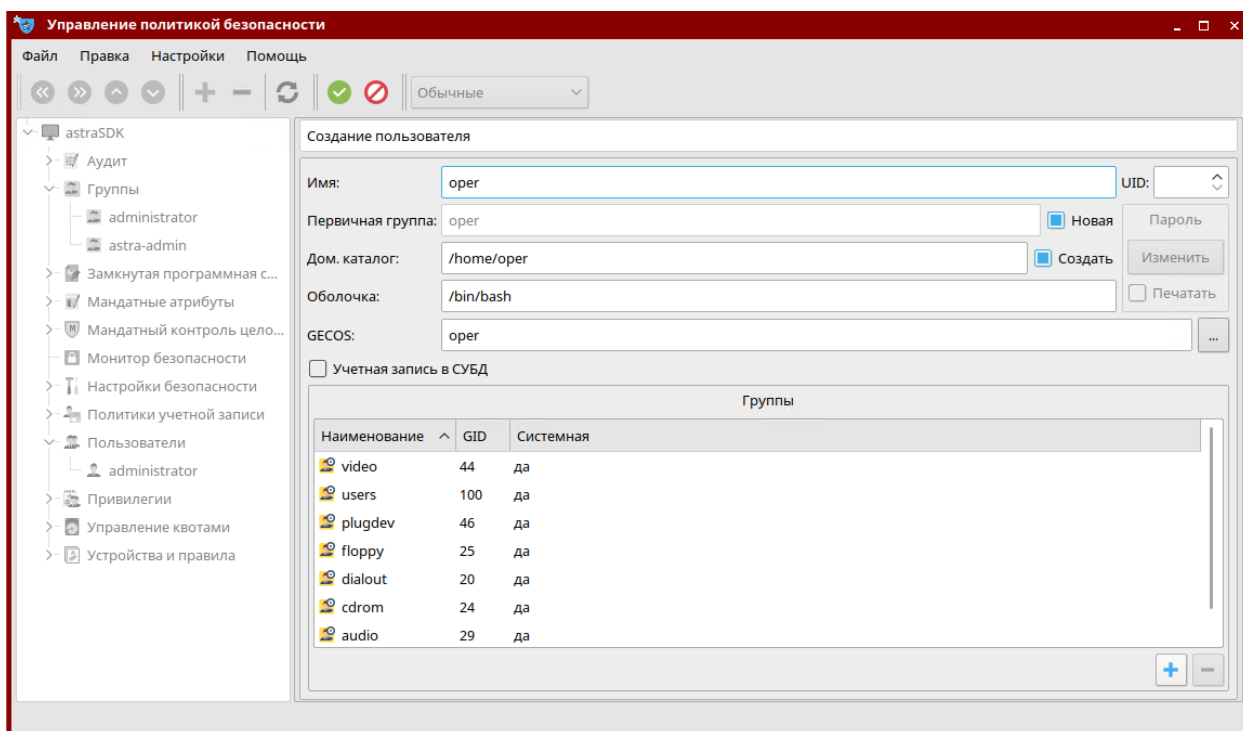 Управление политикой безопасности
Файл Правка Настройки Помощь
Обычные
astraSDK
Аудит
Группы
administrator
astra-admin
Замкнутая программная с...
Мандатные атрибуты
Мандатный контроль цело...
Монитор безопасности
Настройки безопасности
Политики учетной записи
Пользователи
administrator
Привилегии
Управление квотами
Устройства и правила
Создание пользователя
Имя: oper UID:
Первичная группа: oper Новая Пароль
Дом. каталог: /home/oper Создать Изменить
Оболочка: /bin/bash Печатать
GECOS: oper ...
Учетная запись в СУБД
Группы
Наименование GID Системная
video 44 да
users 100 да
plugdev 46 да
floppy 25 да
dialout 20 да
cdrom 24 да
audio 29 да